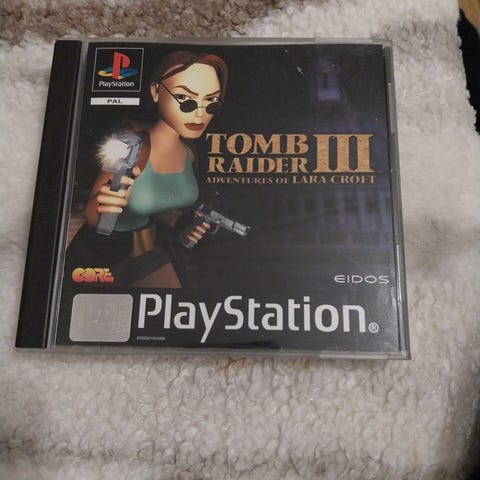 PlayStation
PAL
TOMB
RAIDER III
ADVENTURES OF LARA CROFT
CORE
EIDOS
PlayStation®